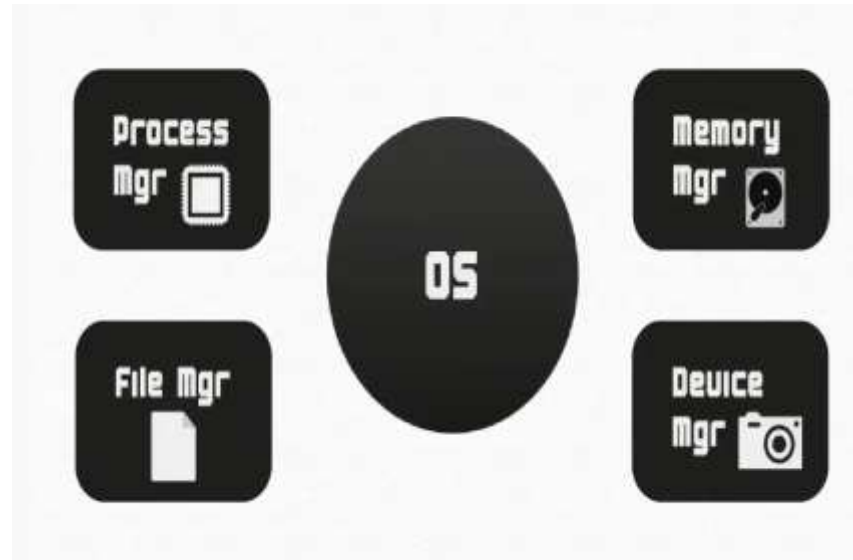 Process
Mgr
Memory
Mgr
OS
File Mgr
Device
Mgr